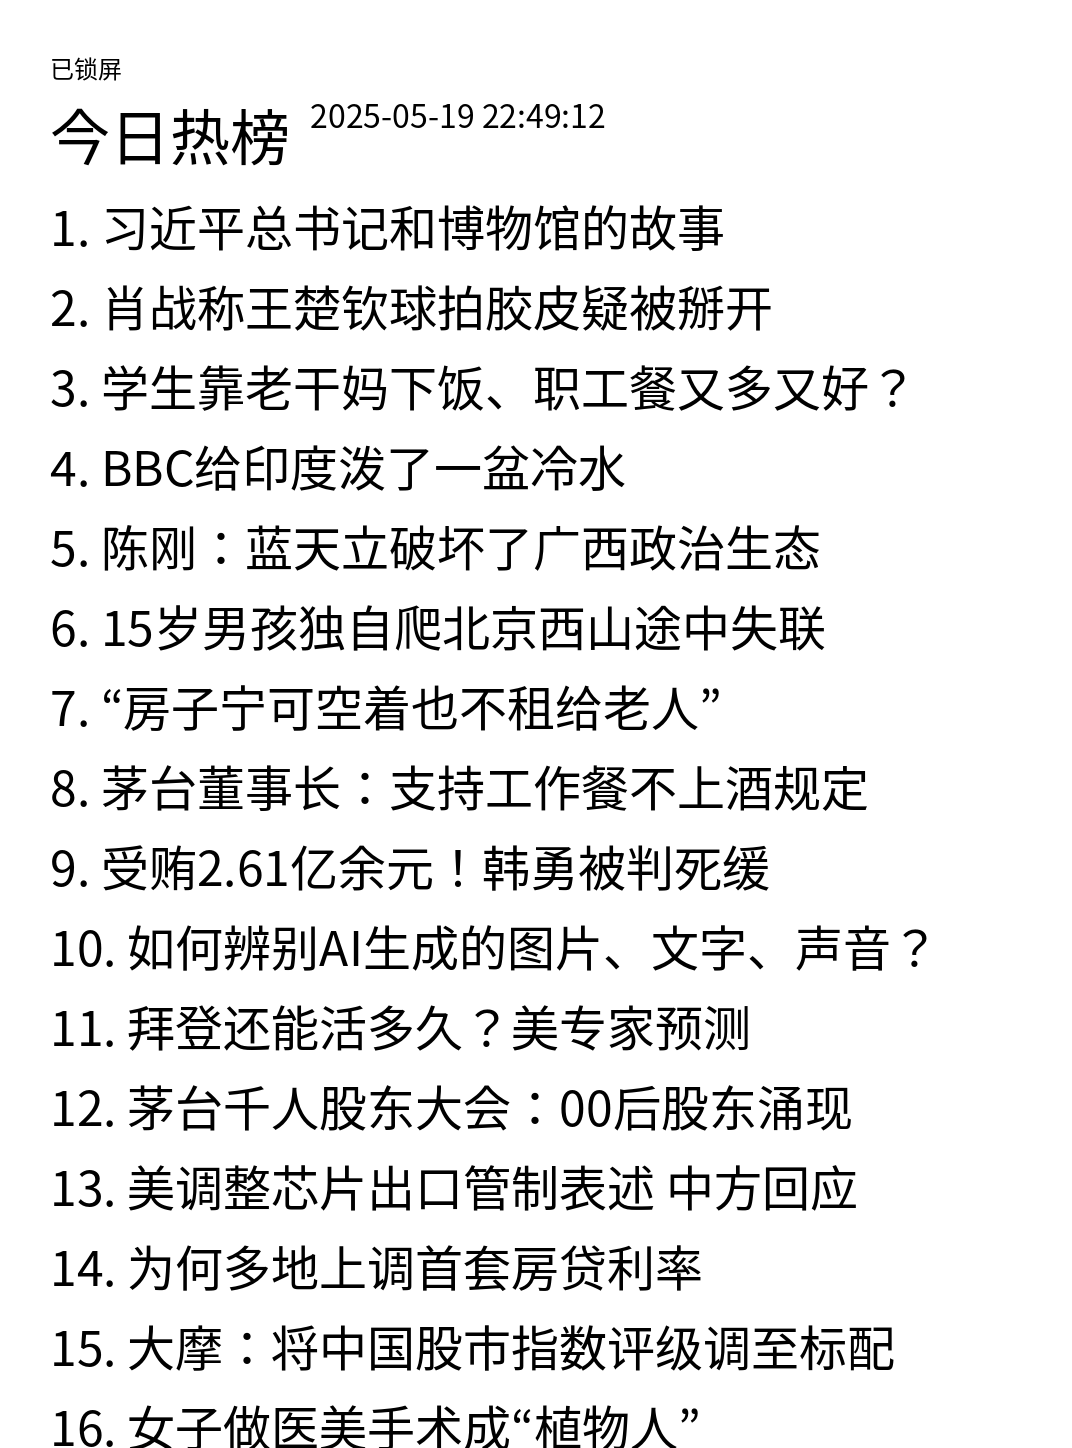 已锁屏
今日热榜 2025-05-19 22:49:12
1. 习近平总书记和博物馆的故事
2. 肖战称王楚钦球拍胶皮疑被掰开
3. 学生靠老干妈下饭、职工餐又多又好？
4. BBC给印度泼了一盆冷水
5. 陈刚：蓝天立破坏了广西政治生态
6. 15岁男孩独自爬北京西山途中失联
7. “房子宁可空着也不租给老人”
8. 茅台董事长：支持工作餐不上酒规定
9. 受贿2.61亿余元！韩勇被判死缓
10. 如何辨别AI生成的图片、文字、声音？
11. 拜登还能活多久？美专家预测
12. 茅台千人股东大会：00后股东涌现
13. 美调整芯片出口管制表述 中方回应
14. 为何多地上调首套房贷利率
15. 大摩：将中国股市指数评级调至标配
16. 女子做医美手术成“植物人”